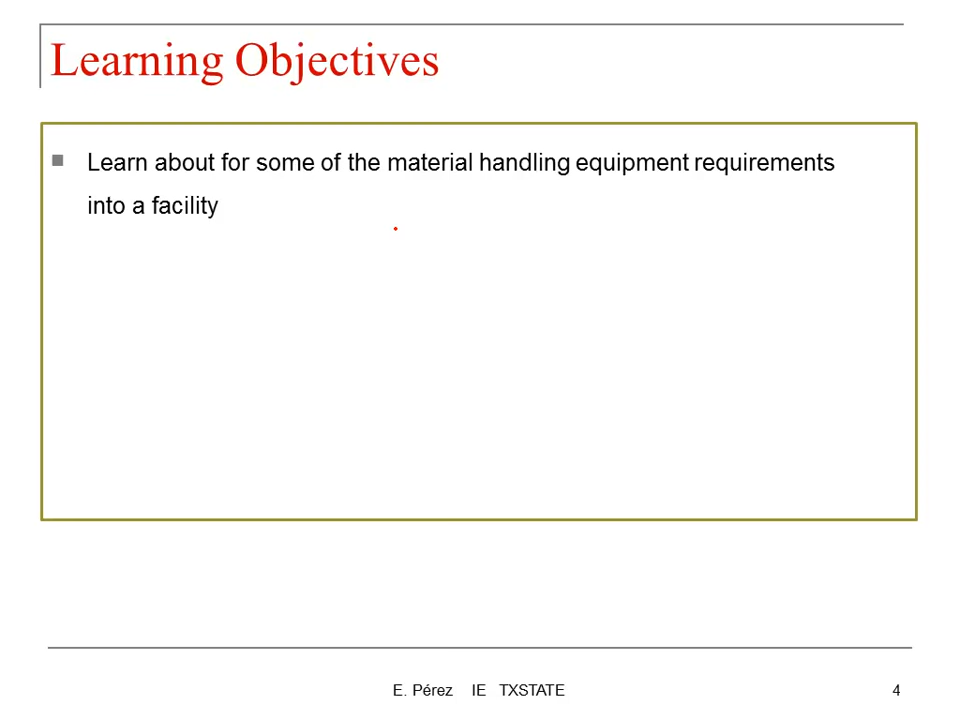 Learning Objectives
Learn about for some of the material handling equipment requirements
into a facility
E. Pérez IE TXSTATE
4